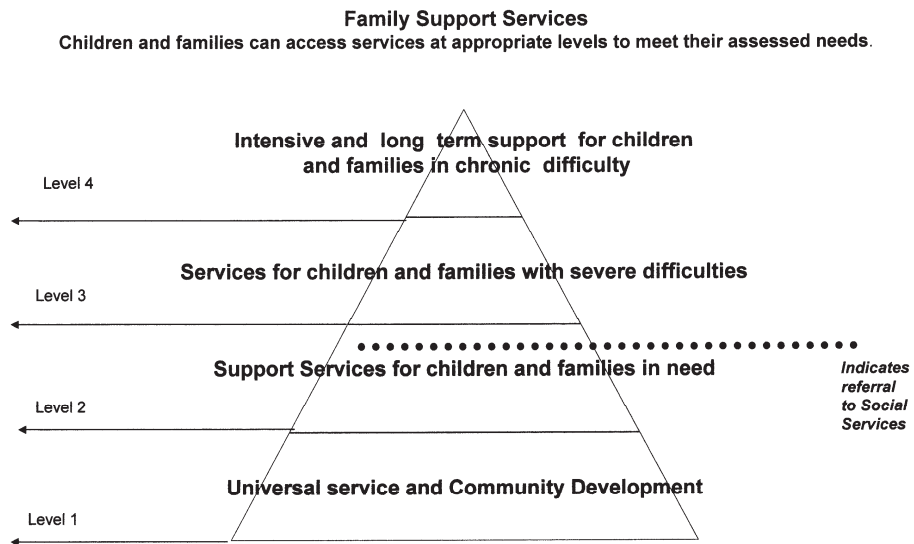 Family Support Services
Children and families can access services at appropriate levels to meet their assessed needs.
Intensive and long term support for children
and families in chronic difficulty
Level 4
Services for children and families with severe difficulties
Level 3
Support Services for children and families in need
Indicates
referral
to Social
Services
Level 2
Universal service and Community Development
Level 1